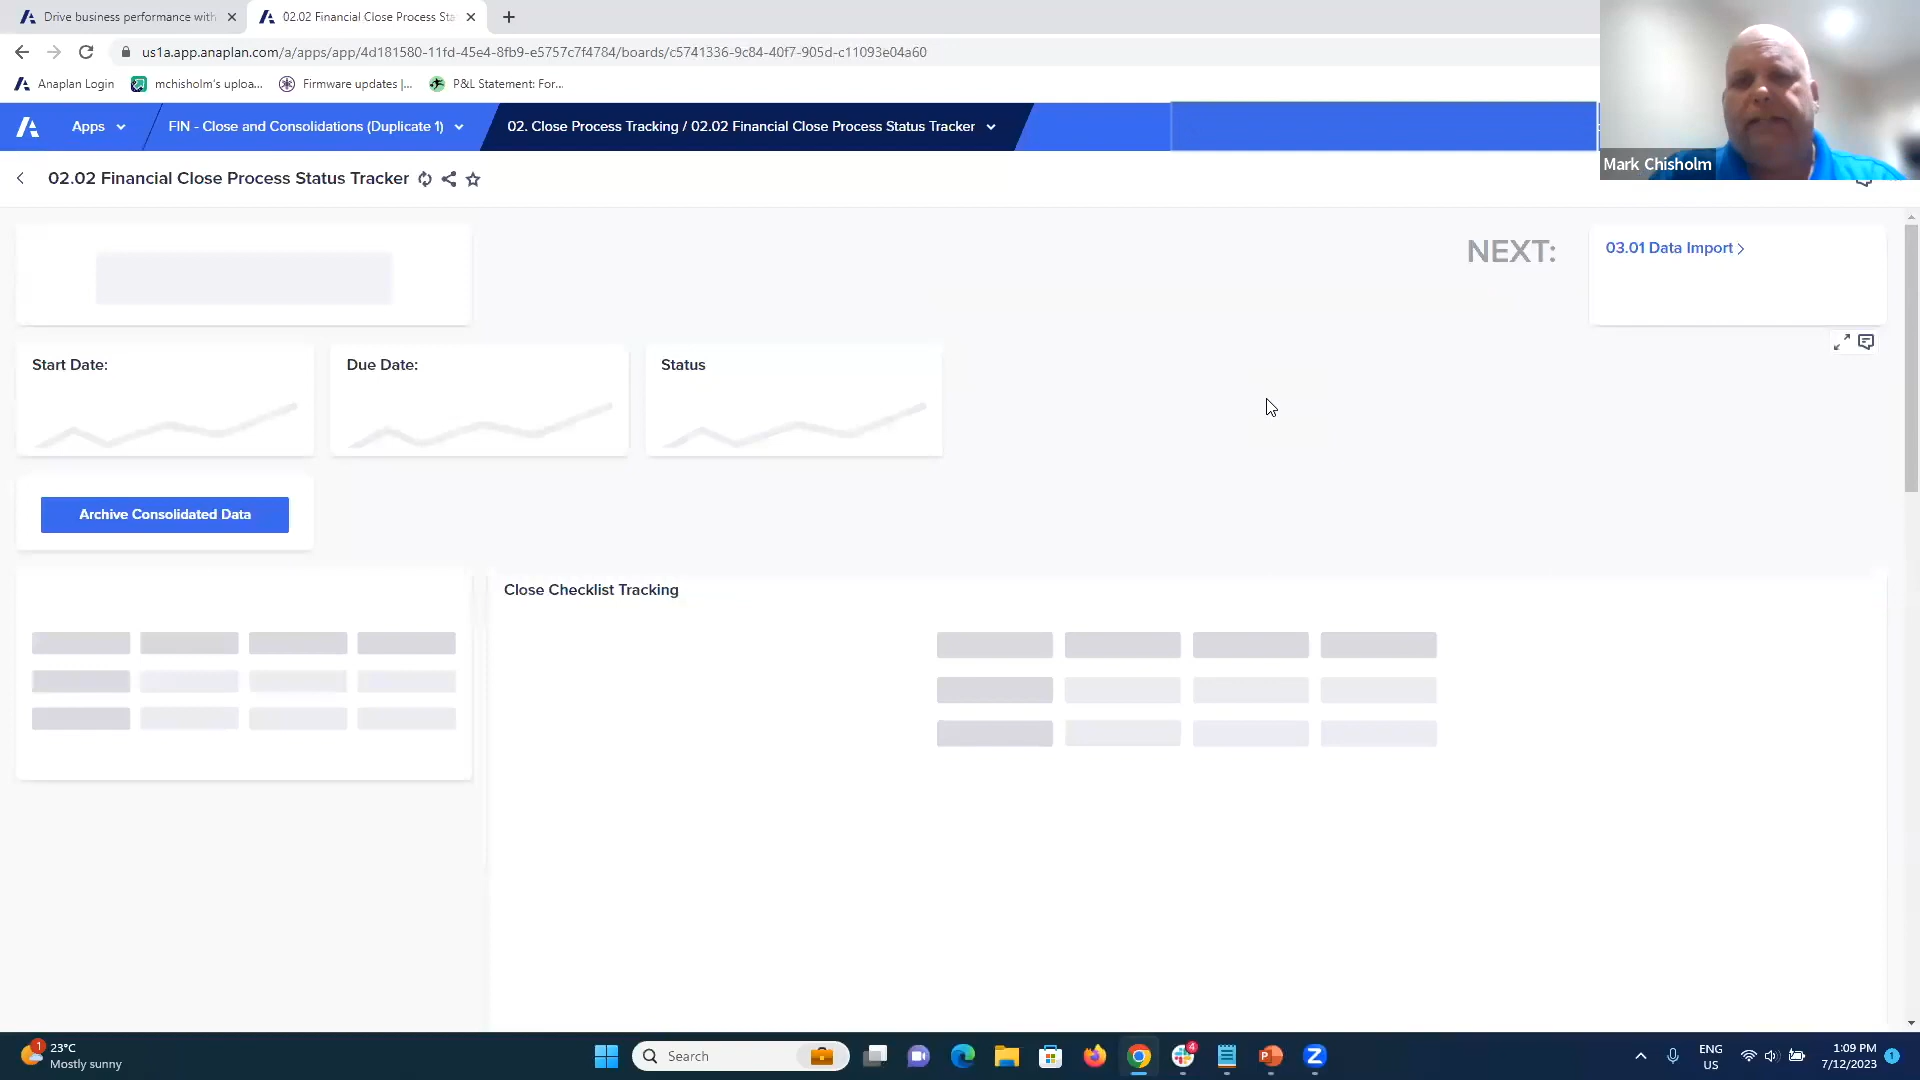 Drive business performance with
02.02 Financial Close Process Sta
us1a.app.anaplan.com/a/apps/app/4d181580-11fd-45e4-8fb9-e5757c7f4784/boards/c5741336-9c84-40f7-905d-c11093e04a60
Anaplan Login
mchisholm's uploa...
Firmware updates |...
P&L Statement: For...
Apps
FIN - Close and Consolidations (Duplicate 1)
02. Close Process Tracking / 02.02 Financial Close Process Status Tracker
Mark Chisholm
02.02 Financial Close Process Status Tracker
NEXT:
03.01 Data Import
Start Date:
Due Date:
Status
Archive Consolidated Data
Close Checklist Tracking
1
23°C
Mostly sunny
Search
4
ENG
US
1:09 PM
7/12/2023
1